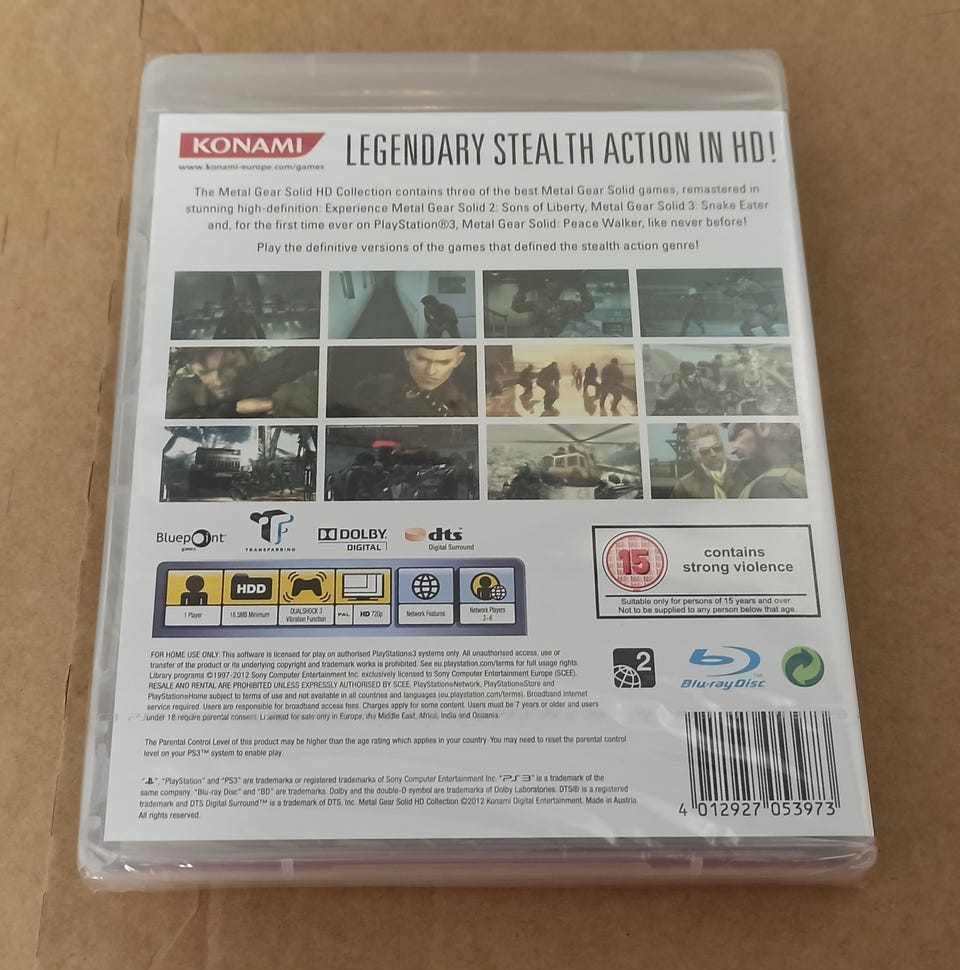 KONAMI
www.konami-europe.com/games
LEGENDARY STEALTH ACTION IN HD!
The Metal Gear Solid HD Collection contains three of the best Metal Gear Solid games, remastered in
stunning high-definition: Experience Metal Gear Solid 2: Sons of Liberty, Metal Gear Solid 3: Snake Eater
and, for the first time ever on PlayStation®3, Metal Gear Solid: Peace Walker, like never before!
Play the definitive versions of the games that defined the stealth action genre!
Bluepoint
games
TF
TRANSFARRING
DOLBY
DIGITAL
dts
Digital Surround
15
contains
strong violence
Suitable only for persons of 15 years and over.
Not to be supplied to any person below that age.
HDD
1 Player
16.5MB Minimum
DUALSHOCK 3
Vibration Function
PAL HD 720p
Network Features
Network Players
2-6
FOR HOME USE ONLY: This software is licensed for play on authorised PlayStation®3 systems only. All unauthorised access, use or
transfer of the product or its underlying copyright and trademark works is prohibited. See eu.playstation.com/terms for full usage rights.
Library programs ©1997-2012 Sony Computer Entertainment Inc. exclusively licensed to Sony Computer Entertainment Europe (SCEE).
RESALE AND RENTAL ARE PROHIBITED UNLESS EXPRESSLY AUTHORISED BY SCEE. PlayStation®Network, PlayStation®Store and
PlayStation®Home subject to terms of use and not available in all countries and languages (eu.playstation.com/terms). Broadband internet
service required. Users are responsible for broadband access fees. Charges apply for some content. Users must be 7 years or older and users
under 18 require parental consent. Licensed for sale only in Europe, the Middle East, Africa, India and Oceania.
2
Blu-ray Disc™
The Parental Control Level of this product may be higher than the age rating which applies in your country. You may need to reset the parental control
level on your PS3™ system to enable play.
"", "PlayStation" and "PS3" are trademarks or registered trademarks of Sony Computer Entertainment Inc. "PS3" is a trademark of the
same company. "Blu-ray Disc" and "BD" are trademarks. Dolby and the double-D symbol are trademarks of Dolby Laboratories. DTS® is a registered
trademark and DTS Digital Surround™ is a trademark of DTS, Inc. Metal Gear Solid HD Collection ©2012 Konami Digital Entertainment. Made in Austria.
All rights reserved.
4 012927 053973